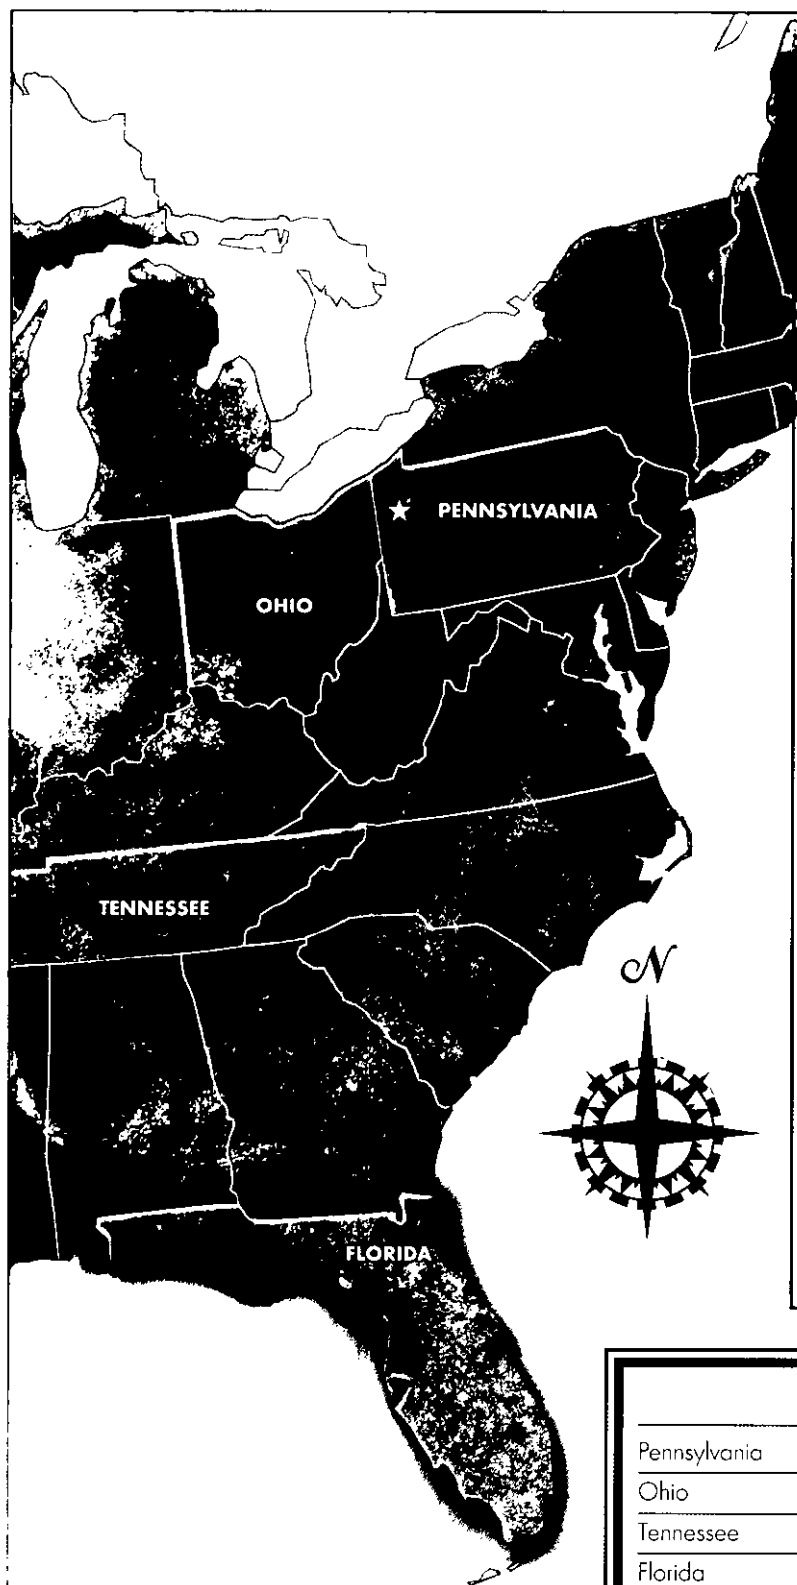 PENNSYLVANIA
OHIO
TENNESSEE
N
FLORIDA
Pennsylvania
Ohio
Tennessee
Florida